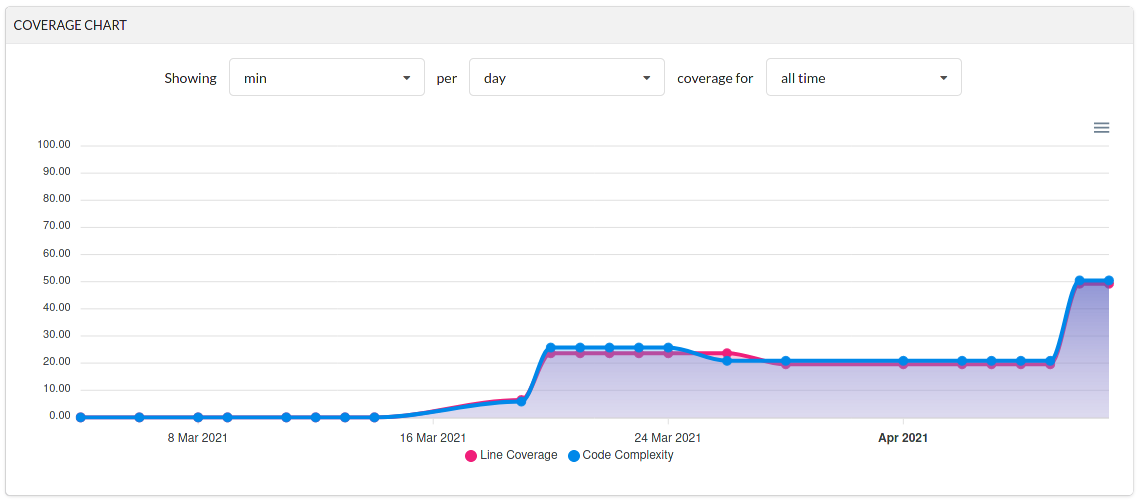 COVERAGE CHART
Showing min per day coverage for all time
100.00
90.00
80.00
70.00
60.00
50.00
40.00
30.00
20.00
10.00
0.00
8 Mar 2021 16 Mar 2021 24 Mar 2021 Apr 2021
Line Coverage Code Complexity